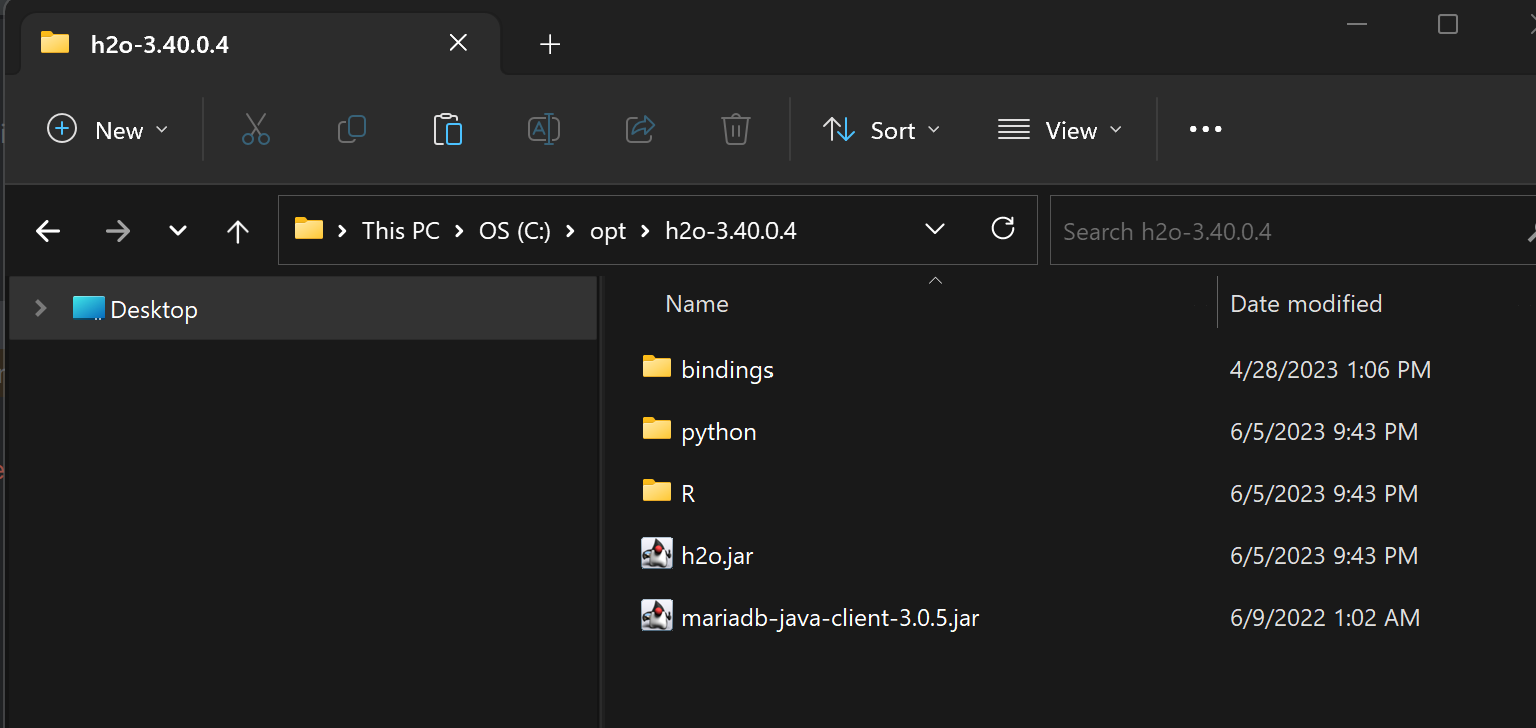 h2o-3.40.0.4
New Sort View
This PC OS (C:) opt h2o-3.40.0.4 Search h2o-3.40.0.4
Desktop
Name Date modified
bindings 4/28/2023 1:06 PM
python 6/5/2023 9:43 PM
R 6/5/2023 9:43 PM
h2o.jar 6/5/2023 9:43 PM
mariadb-java-client-3.0.5.jar 6/9/2022 1:02 AM